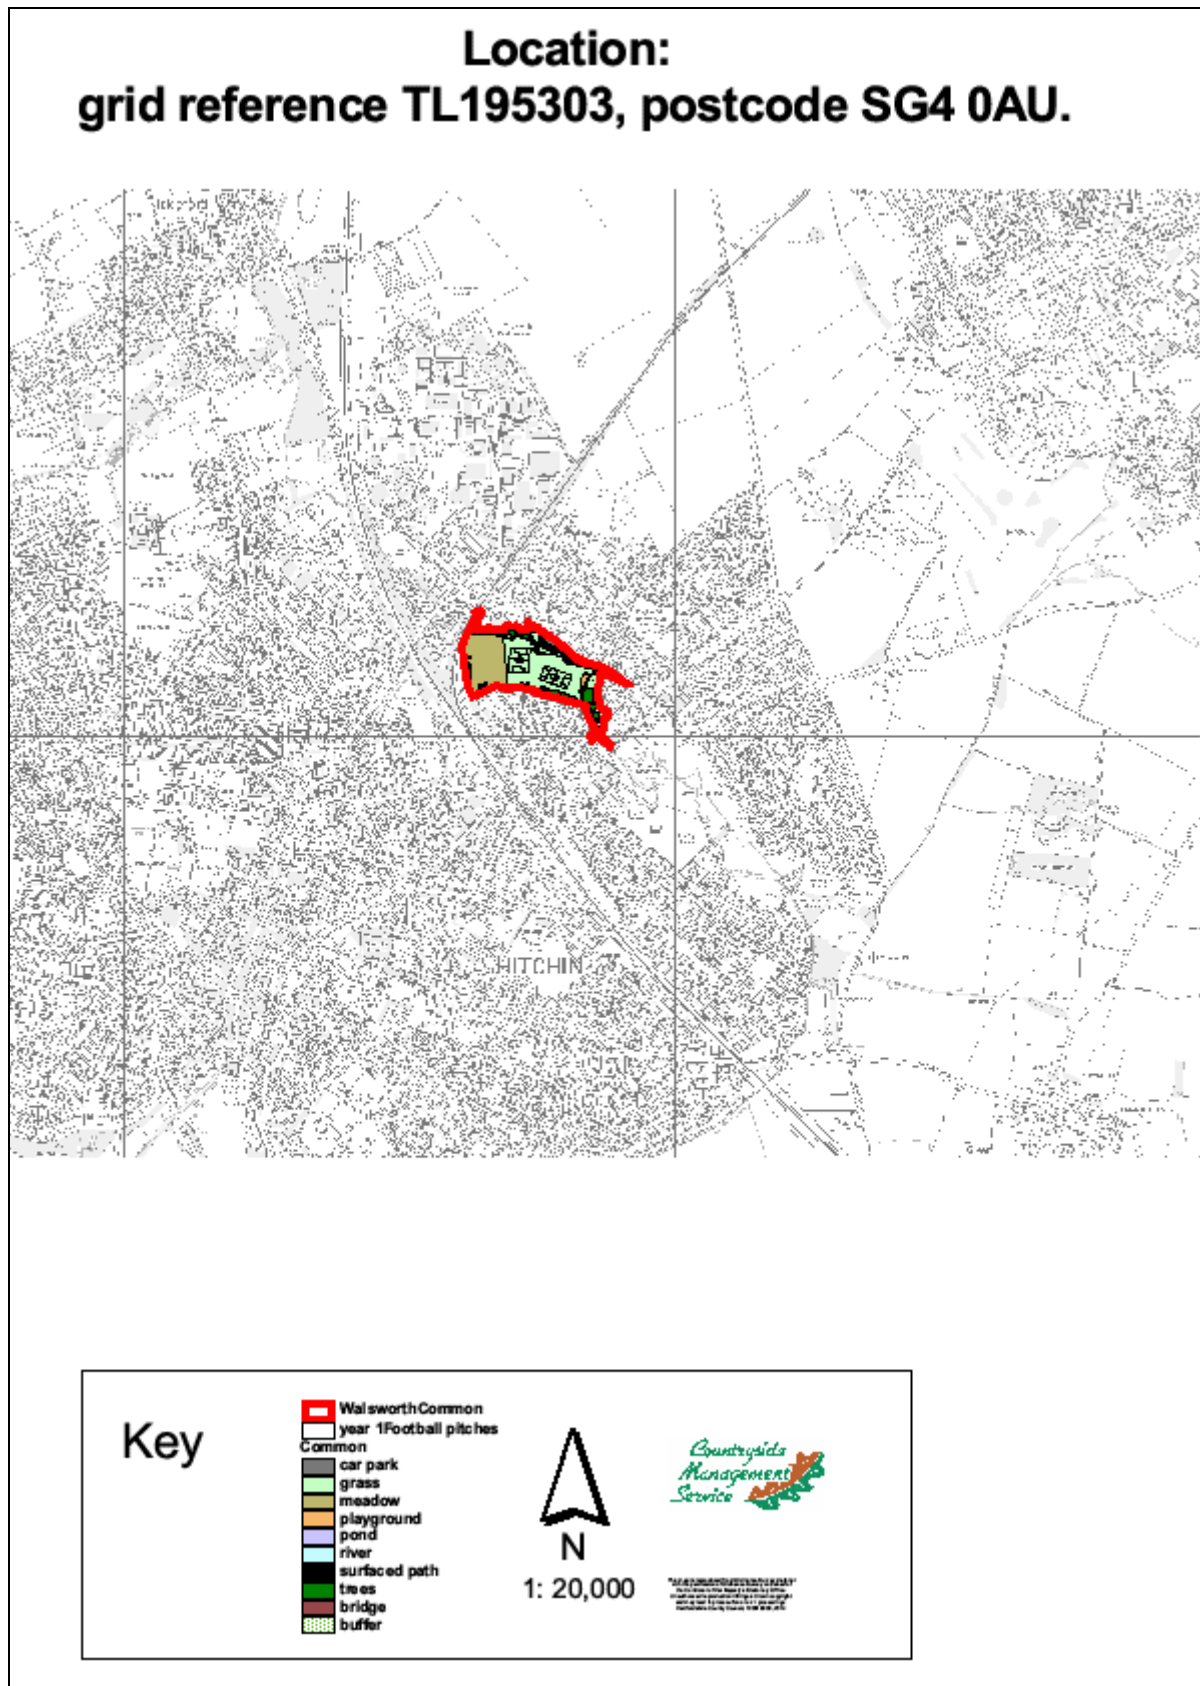 Location:
grid reference TL195303, postcode SG4 0AU.
HITCHIN
Key
Walsworth Common
year 1Football pitches
Common
car park
grass
meadow
playground
pond
river
surfaced path
trees
bridge
buffer
N
1: 20,000
Countryside
Management
Service